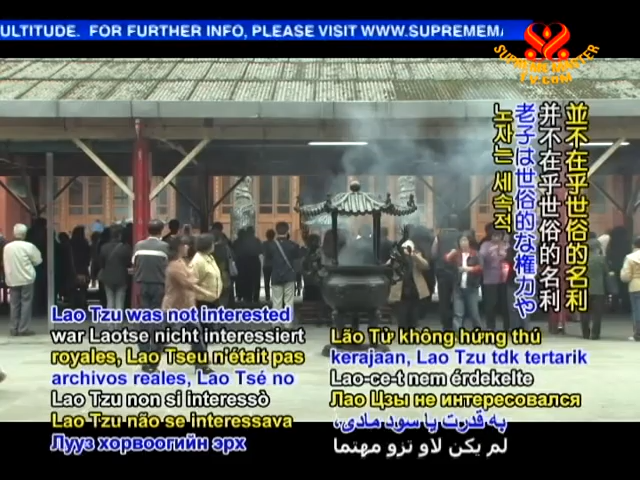 ULTITUDE. FOR FURTHER INFO, PLEASE VISIT WWW.SUPREMEMA
SUPREME MASTER
TV.COM
並不在乎世俗的名利
并不在乎世俗的名利
老子は世俗的な権力や
노자는 세속적
Lao Tzu was not interested
war Laotse nicht interessiert
royales, Lao Tseu n'était pas
archivos reales, Lao Tsé no
Lao Tzu non si interessò
Lao Tzu não se interessava
Лууз хорвоогийн эрх
Lão Tử không hứng thú
kerajaan, Lao Tzu tdk tertarik
Lao-ce-t nem érdekelte
Лао Цзы не интересовался
به قدرت یا سود مادی،
لم يكن لاو تزو مهتما